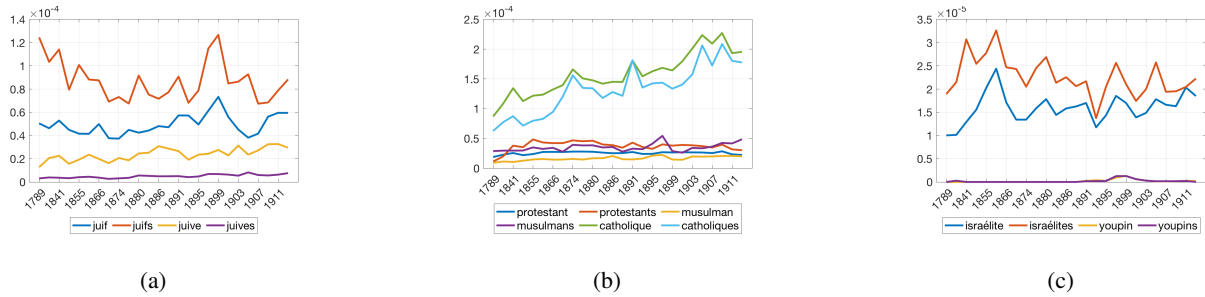 1.4 ×10⁻⁴
1.2
1
0.8
0.6
0.4
0.2
0
1789 1841 1855 1866 1874 1880 1886 1891 1895 1899 1903 1907 1911
juif juifs juive juives
(a)
2.5 ×10⁻⁴
2
1.5
1
0.5
0
1789 1841 1855 1866 1874 1880 1886 1891 1895 1899 1903 1907 1911
protestant protestants musulman
musulmans catholique catholiques
(b)
3.5 ×10⁻⁵
3
2.5
2
1.5
1
0.5
0
1789 1841 1855 1866 1874 1880 1886 1891 1895 1899 1903 1907 1911
israélite israélites youpin youpins
(c)